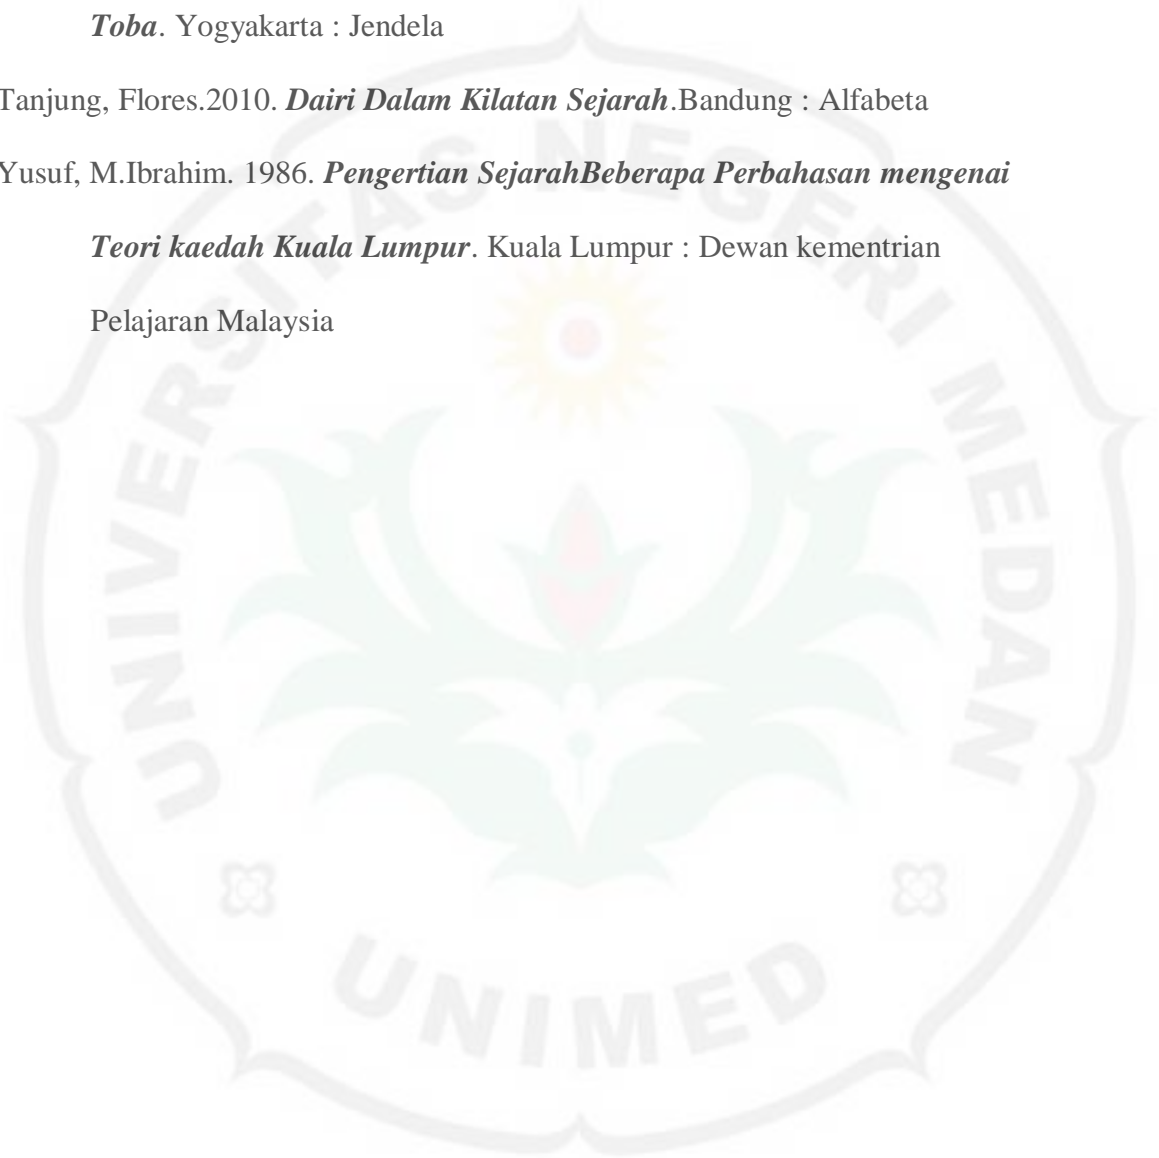 Toba. Yogyakarta : Jendela
Tanjung, Flores.2010. Dairi Dalam Kilatan Sejarah.Bandung : Alfabeta
Yusuf, M.Ibrahim. 1986. Pengertian SejarahBeberapa Perbahasan mengenai
Teori kaedah Kuala Lumpur. Kuala Lumpur : Dewan kementrian
Pelajaran Malaysia
UNIVERSITAS NEGERI MEDAN
UNIMED